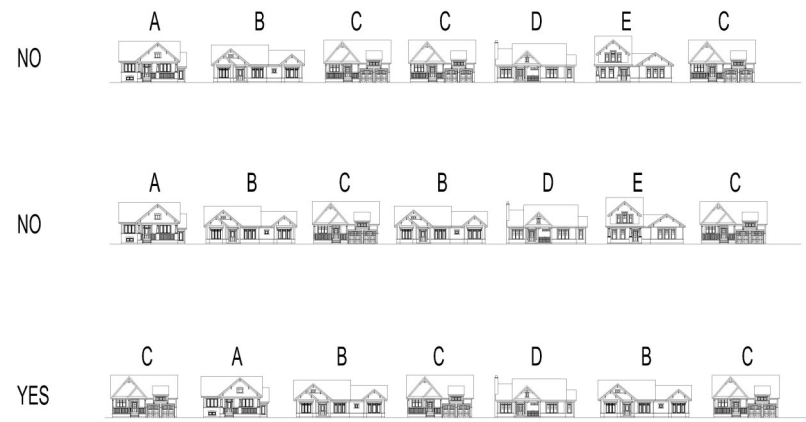 A B C C D E C
NO
A B C B D E C
NO
C A B C D B C
YES